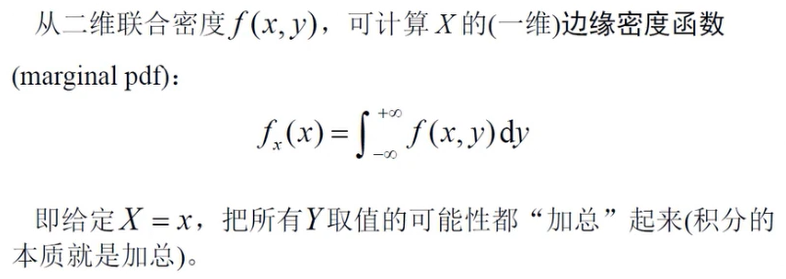 从二维联合密度f(x,y)，可计算X的(一维)边缘密度函数
(marginal pdf)：
fₓ(x)=∫₋∞⁺∞ f(x,y)dy
即给定X=x，把所有Y取值的可能性都“加总”起来(积分的
本质就是加总)。